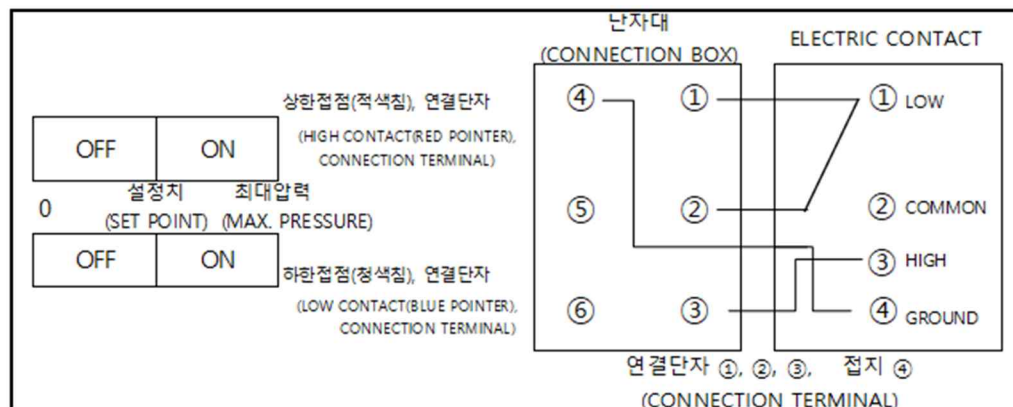 난자대
(CONNECTION BOX)
ELECTRIC CONTACT
상한접점(적색침), 연결단자
(HIGH CONTACT(RED POINTER),
CONNECTION TERMINAL)
OFF ON
설정치 최대압력
0
(SET POINT) (MAX. PRESSURE)
OFF ON
하한접점(청색침), 연결단자
(LOW CONTACT(BLUE POINTER),
CONNECTION TERMINAL)
④ ①
⑤ ②
⑥ ③
① LOW
② COMMON
③ HIGH
④ GROUND
연결단자 ①, ②, ③, 접지 ④
(CONNECTION TERMINAL)